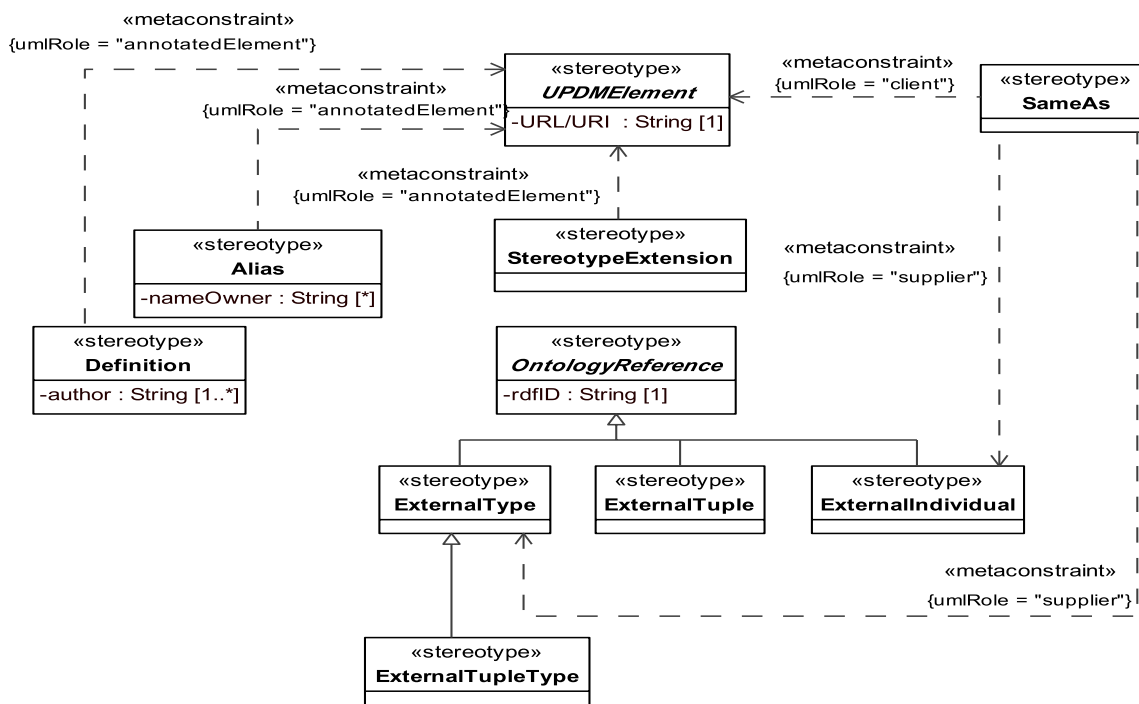 «metaconstraint»
{umlRole = "annotatedElement"}
«metaconstraint»
{umlRole = "annotatedElement"}
«stereotype»
UPDMElement
-URL/URI : String [1]
«metaconstraint»
{umlRole = "client"}
«stereotype»
SameAs
«metaconstraint»
{umlRole = "annotatedElement"}
«stereotype»
Alias
-nameOwner : String [*]
«stereotype»
StereotypeExtension
«metaconstraint»
{umlRole = "supplier"}
«stereotype»
Definition
-author : String [1..*]
«stereotype»
OntologyReference
-rdfID : String [1]
«stereotype»
ExternalType
«stereotype»
ExternalTuple
«stereotype»
ExternalIndividual
«metaconstraint»
{umlRole = "supplier"}
«stereotype»
ExternalTupleType